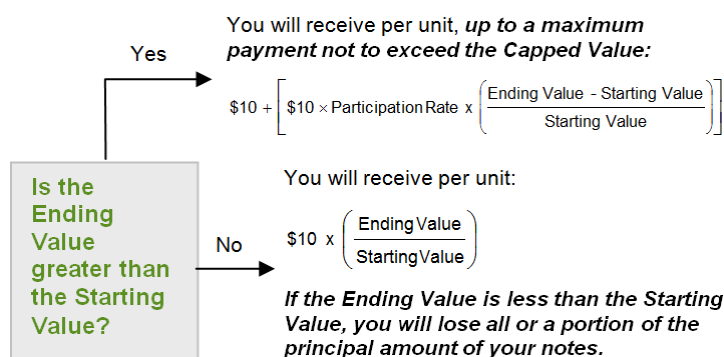 You will receive per unit, up to a maximum
payment not to exceed the Capped Value:
Yes
$10 + [ $10 × Participation Rate x ( Ending Value - Starting Value / Starting Value ) ]
Is the
Ending
Value
greater than
the Starting
Value?
No
You will receive per unit:
$10 x ( Ending Value / Starting Value )
If the Ending Value is less than the Starting
Value, you will lose all or a portion of the
principal amount of your notes.